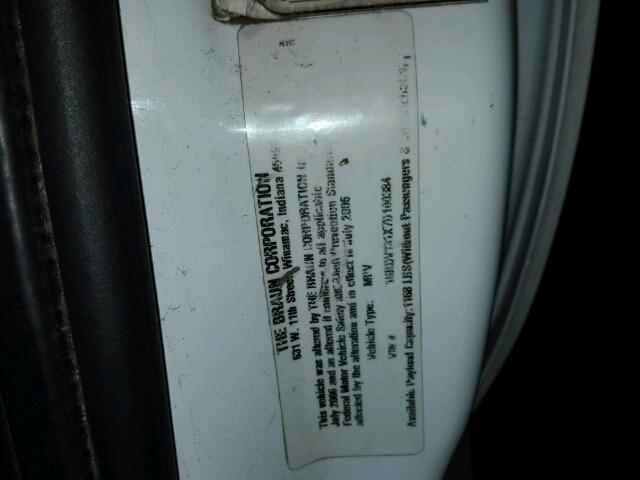 THE BRAUN CORPORATION
631 W. 11th Street, Winamac, Indiana
This vehicle was altered by THE BRAUN CORPORATION in
July 2006 and as altered it conforms to all applicable
Federal Motor Vehicle Safety and Theft Prevention Standards
affected by the alteration and in effect in July 2006
Vehicle Type: MPV
VIN #
Available Payload Capacity: 1168 LBS (Without Passengers &